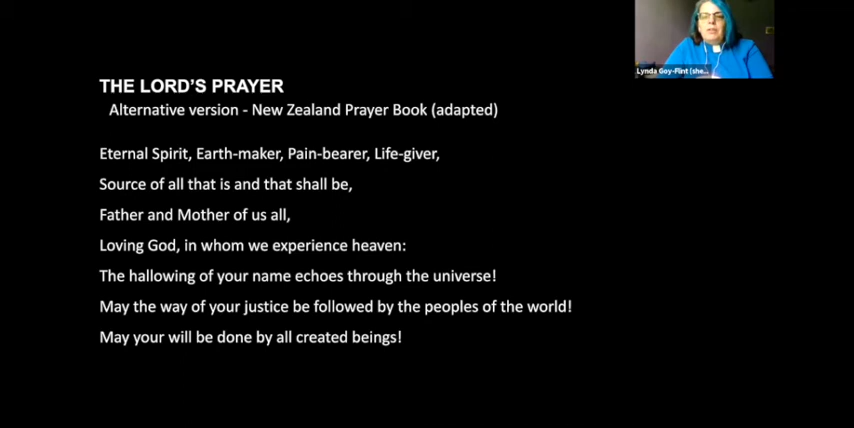 Lynda Goy-Flint (she...
THE LORD'S PRAYER
Alternative version - New Zealand Prayer Book (adapted)
Eternal Spirit, Earth-maker, Pain-bearer, Life-giver,
Source of all that is and that shall be,
Father and Mother of us all,
Loving God, in whom we experience heaven:
The hallowing of your name echoes through the universe!
May the way of your justice be followed by the peoples of the world!
May your will be done by all created beings!